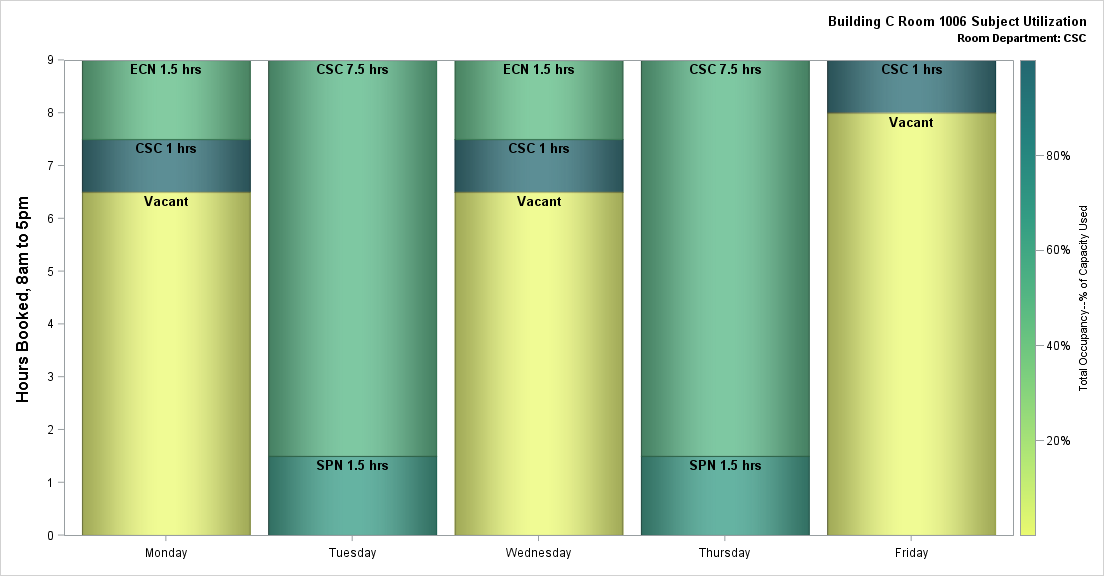 Building C Room 1006 Subject Utilization
Room Department: CSC
Hours Booked, 8am to 5pm
9
8
7
6
5
4
3
2
1
0
ECN 1.5 hrs
CSC 1 hrs
Vacant
CSC 7.5 hrs
SPN 1.5 hrs
ECN 1.5 hrs
CSC 1 hrs
Vacant
CSC 7.5 hrs
SPN 1.5 hrs
CSC 1 hrs
Vacant
Monday
Tuesday
Wednesday
Thursday
Friday
80%
60%
40%
20%
Total Occupancy--% of Capacity Used